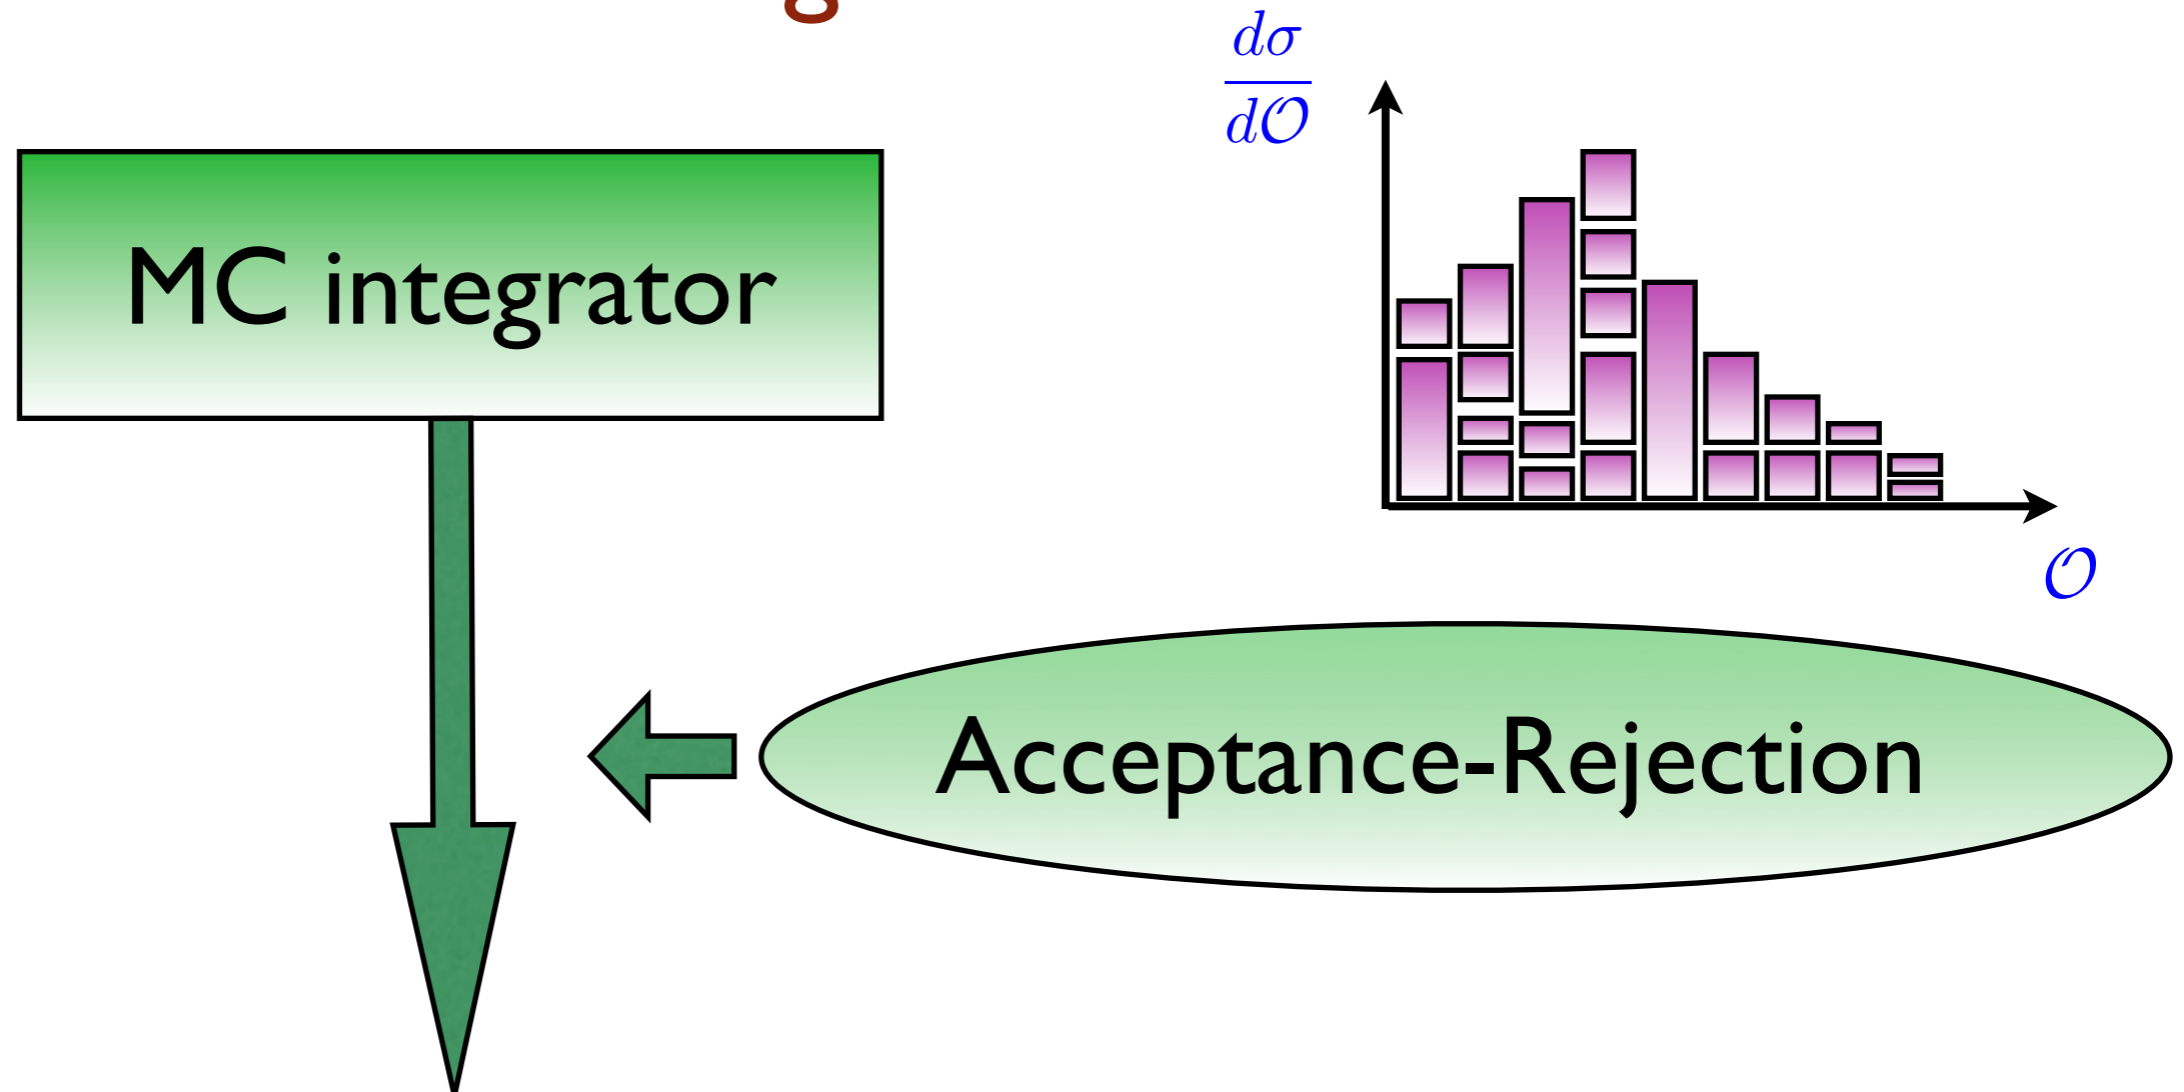 dσ
d𝒪
MC integrator
𝒪
Acceptance-Rejection